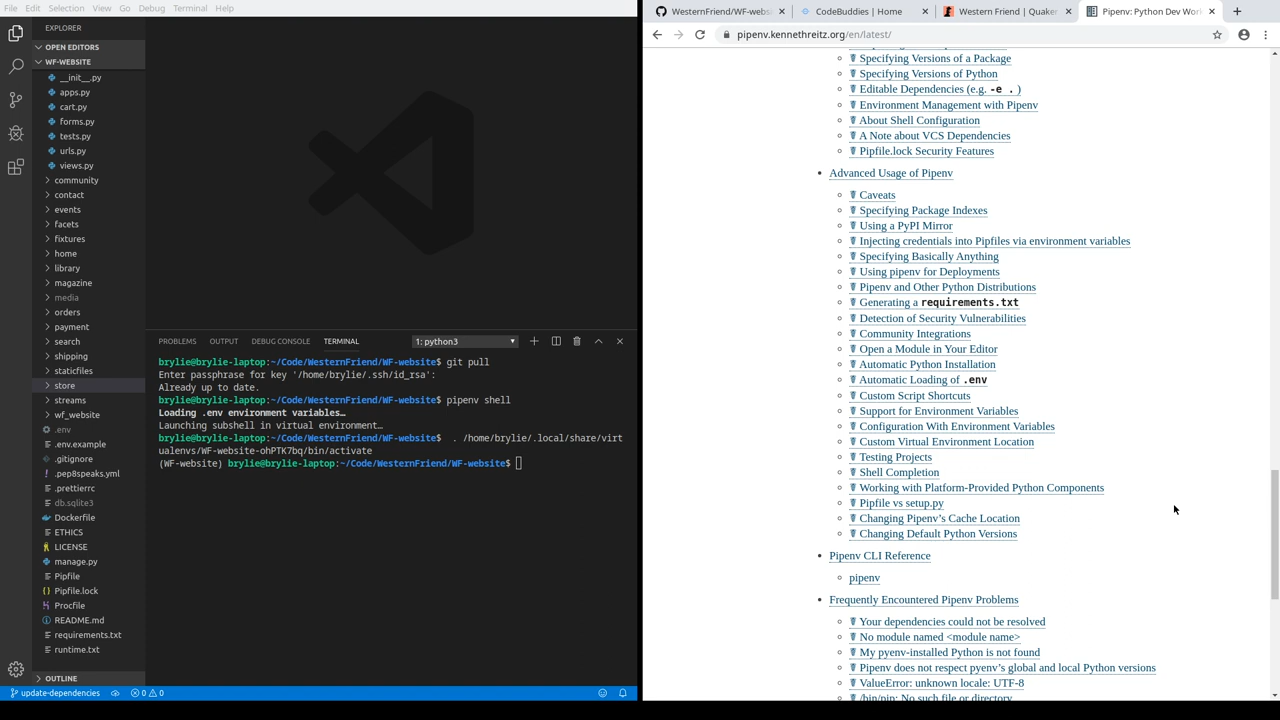 File Edit Selection View Go Debug Terminal Help
EXPLORER
OPEN EDITORS
WF-WEBSITE
__init__.py
apps.py
cart.py
forms.py
tests.py
urls.py
views.py
community
contact
events
facets
fixtures
home
library
magazine
media
orders
payment
search
shipping
staticfiles
store
streams
wf_website
.env
.env.example
.gitignore
.pep8speaks.yml
.prettierrc
db.sqlite3
Dockerfile
ETHICS
LICENSE
manage.py
Pipfile
Pipfile.lock
Procfile
README.md
requirements.txt
runtime.txt
OUTLINE
update-dependencies 0 0
PROBLEMS OUTPUT DEBUG CONSOLE TERMINAL 1: python3
brylie@brylie-laptop:~/Code/WesternFriend/WF-website$ git pull
Enter passphrase for key '/home/brylie/.ssh/id_rsa':
Already up to date.
brylie@brylie-laptop:~/Code/WesternFriend/WF-website$ pipenv shell
Loading .env environment variables…
Launching subshell in virtual environment…
brylie@brylie-laptop:~/Code/WesternFriend/WF-website$  . /home/brylie/.local/share/virt
ualenvs/WF-website-ohPTK7bq/bin/activate
(WF-website) brylie@brylie-laptop:~/Code/WesternFriend/WF-website$
WesternFriend/WF-webs CodeBuddies | Home Western Friend | Quaker Pipenv: Python Dev Wor
pipenv.kennethreitz.org/en/latest/
Specifying Versions of a Package
Specifying Versions of Python
Editable Dependencies (e.g. -e . )
Environment Management with Pipenv
About Shell Configuration
A Note about VCS Dependencies
Pipfile.lock Security Features
Advanced Usage of Pipenv
Caveats
Specifying Package Indexes
Using a PyPI Mirror
Injecting credentials into Pipfiles via environment variables
Specifying Basically Anything
Using pipenv for Deployments
Pipenv and Other Python Distributions
Generating a requirements.txt
Detection of Security Vulnerabilities
Community Integrations
Open a Module in Your Editor
Automatic Python Installation
Automatic Loading of .env
Custom Script Shortcuts
Support for Environment Variables
Configuration With Environment Variables
Custom Virtual Environment Location
Testing Projects
Shell Completion
Working with Platform-Provided Python Components
Pipfile vs setup.py
Changing Pipenv’s Cache Location
Changing Default Python Versions
Pipenv CLI Reference
pipenv
Frequently Encountered Pipenv Problems
Your dependencies could not be resolved
No module named <module name>
My pyenv-installed Python is not found
Pipenv does not respect pyenv’s global and local Python versions
ValueError: unknown locale: UTF-8
/bin/pip: No such file or directory